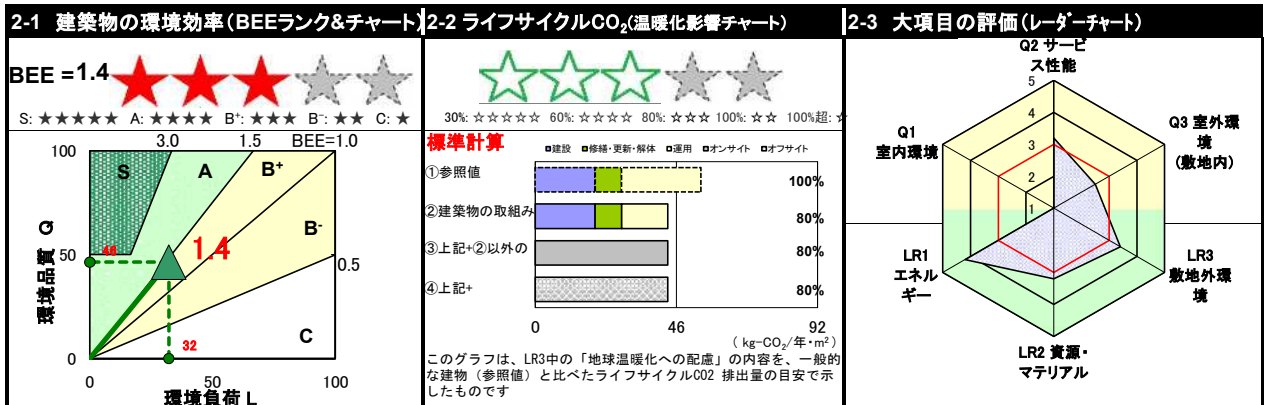 2-1 建築物の環境効率(BEEランク&チャート)
BEE =1.4
S: ★★★★★ A: ★★★★ B⁺: ★★★ B⁻: ★★ C: ★
3.0 1.5 BEE=1.0
100
S A B⁺
B⁻
1.4
46
50
0.5
環境品質 Q
C
32
0
0 50 100
環境負荷 L
2-2 ライフサイクルCO₂(温暖化影響チャート)
30%: ☆☆☆☆☆ 60%: ☆☆☆☆ 80%: ☆☆☆ 100%: ☆☆ 100%超: ☆
標準計算
建設 修繕・更新・解体 運用 オンサイト オフサイト
①参照値 100%
②建築物の取組み 80%
③上記+②以外の 80%
④上記+ 80%
0 46 92
( kg-CO₂/年・m²)
このグラフは、LR3中の「地球温暖化への配慮」の内容を、一般的
な建物(参照値)と比べたライフサイクルCO2 排出量の目安で示
したものです
2-3 大項目の評価(レーダーチャート)
Q2 サービ
ス性能
5
4
3
2
1
Q1
室内環境
Q3 室外環
境
(敷地内)
LR1
エネル
ギー
LR3
敷地外環
境
LR2 資源・
マテリアル